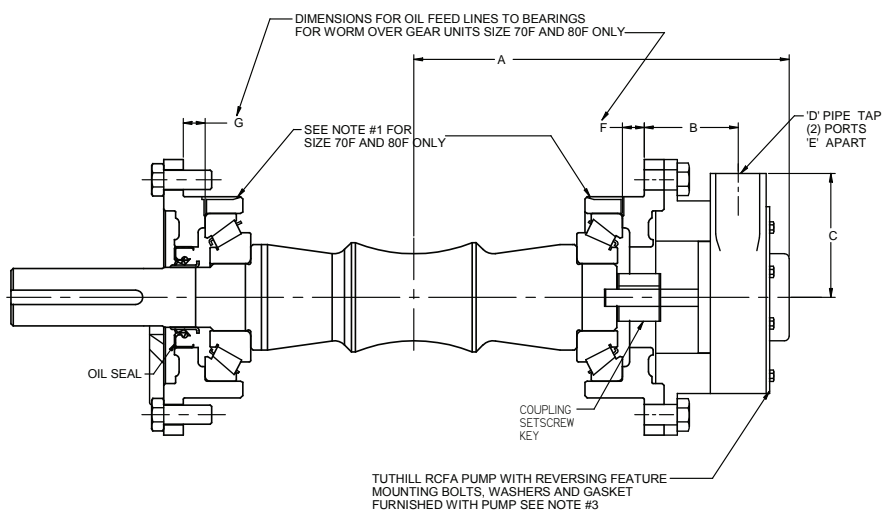 DIMENSIONS FOR OIL FEED LINES TO BEARINGS
FOR WORM OVER GEAR UNITS SIZE 70F AND 80F ONLY
A
G
SEE NOTE #1 FOR
SIZE 70F AND 80F ONLY
F
B
'D' PIPE TAP
(2) PORTS
'E' APART
C
OIL SEAL
COUPLING
SETSCREW
KEY
TUTHILL RCFA PUMP WITH REVERSING FEATURE
MOUNTING BOLTS, WASHERS AND GASKET
FURNISHED WITH PUMP SEE NOTE #3